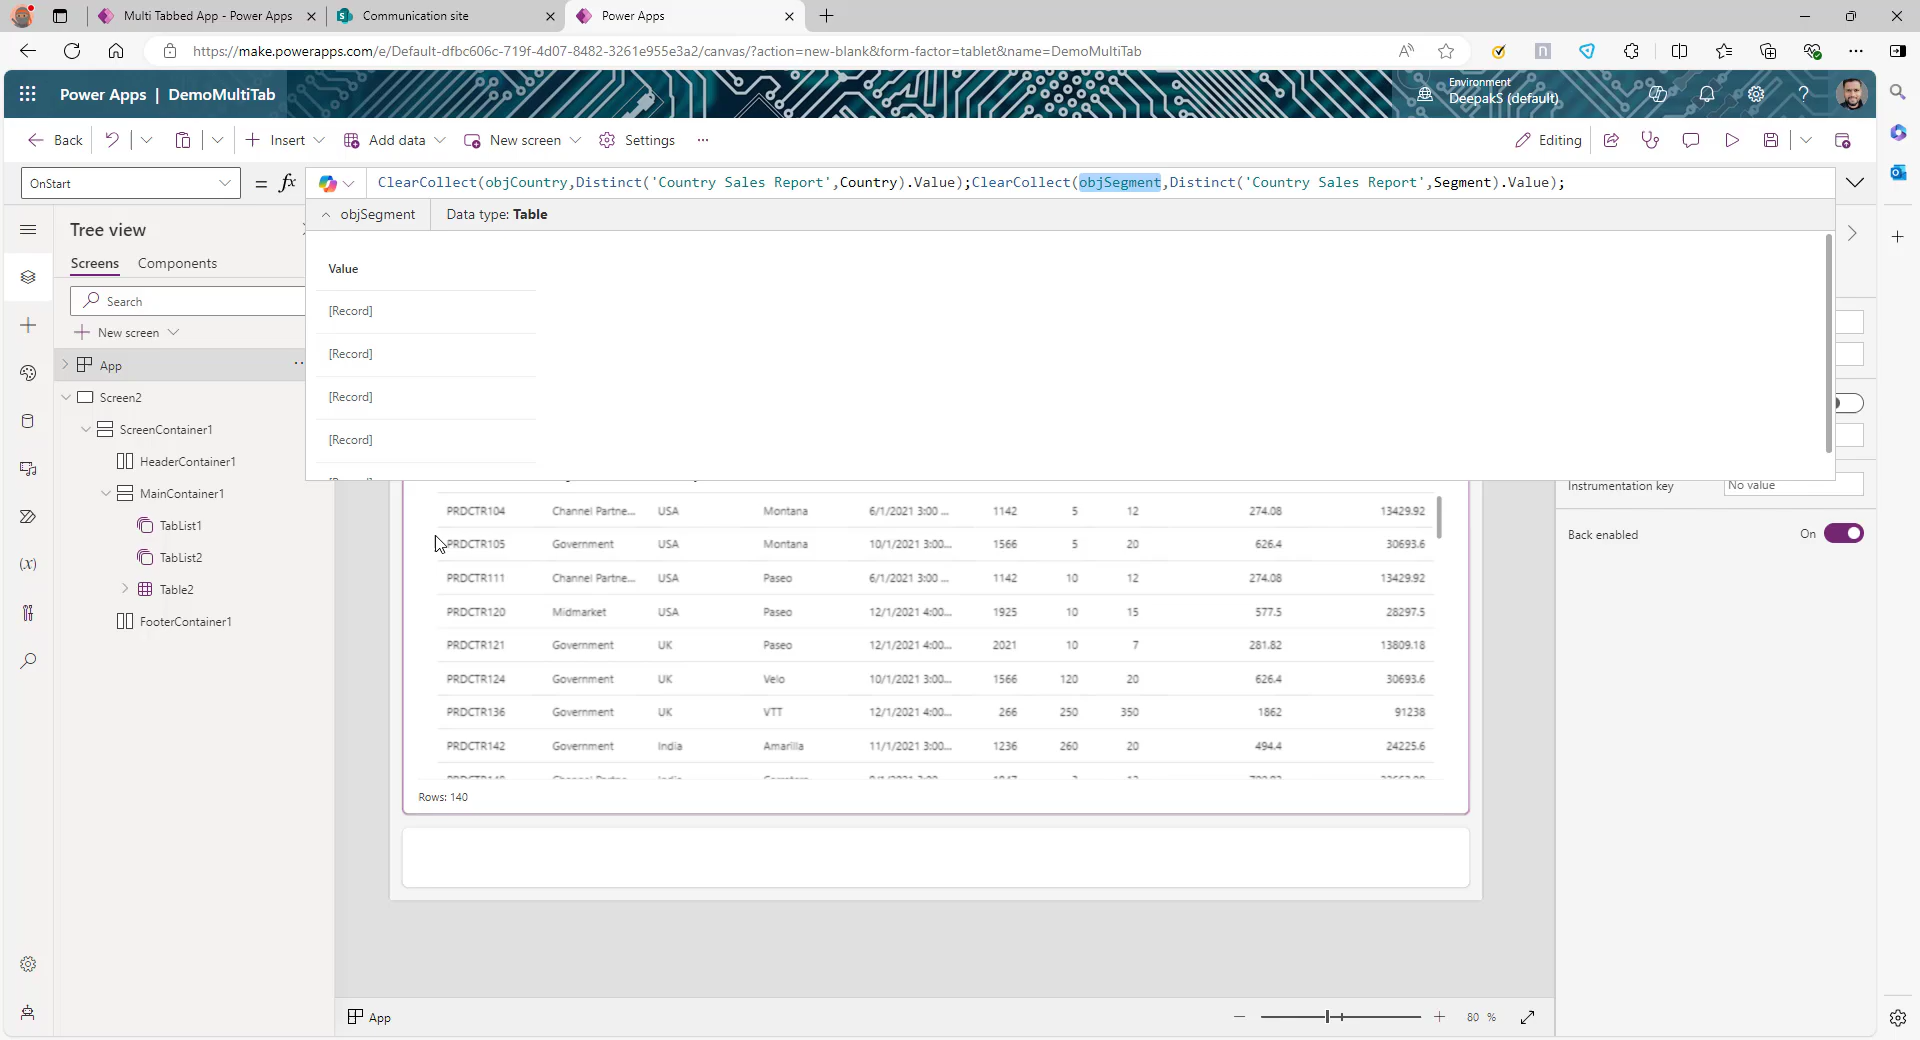 Multi Tabbed App - Power Apps
Communication site
Power Apps
https://make.powerapps.com/e/Default-dfbc606c-719f-4d07-8482-3261e955e3a2/canvas/?action=new-blank&form-factor=tablet&name=DemoMultiTab
Power Apps | DemoMultiTab
Environment
DeepakS (default)
Back
Insert
Add data
New screen
Settings
Editing
OnStart
= fx
ClearCollect(objCountry,Distinct('Country Sales Report',Country).Value);ClearCollect(objSegment,Distinct('Country Sales Report',Segment).Value);
objSegment
Data type: Table
Tree view
Screens Components
Search
New screen
App
Screen2
ScreenContainer1
HeaderContainer1
MainContainer1
TabList1
TabList2
Table2
FooterContainer1
Value
[Record]
[Record]
[Record]
[Record]
PRDCTR104 Channel Partne... USA Montana 6/1/2021 3:00 ... 1142 5 12 274.08 13429.92
PRDCTR105 Government USA Montana 10/1/2021 3:00... 1566 5 20 626.4 30693.6
PRDCTR111 Channel Partne... USA Paseo 6/1/2021 3:00 ... 1142 10 12 274.08 13429.92
PRDCTR120 Midmarket USA Paseo 12/1/2021 4:00... 1925 10 15 577.5 28297.5
PRDCTR121 Government UK Paseo 12/1/2021 4:00... 2021 10 7 281.82 13809.18
PRDCTR124 Government UK Velo 10/1/2021 3:00... 1566 120 20 626.4 30693.6
PRDCTR136 Government UK VTT 12/1/2021 4:00... 266 250 350 1862 91238
PRDCTR142 Government India Amarilla 11/1/2021 3:00... 1236 260 20 494.4 24225.6
Rows: 140
Instrumentation key
No value
Back enabled
On
App
80 %